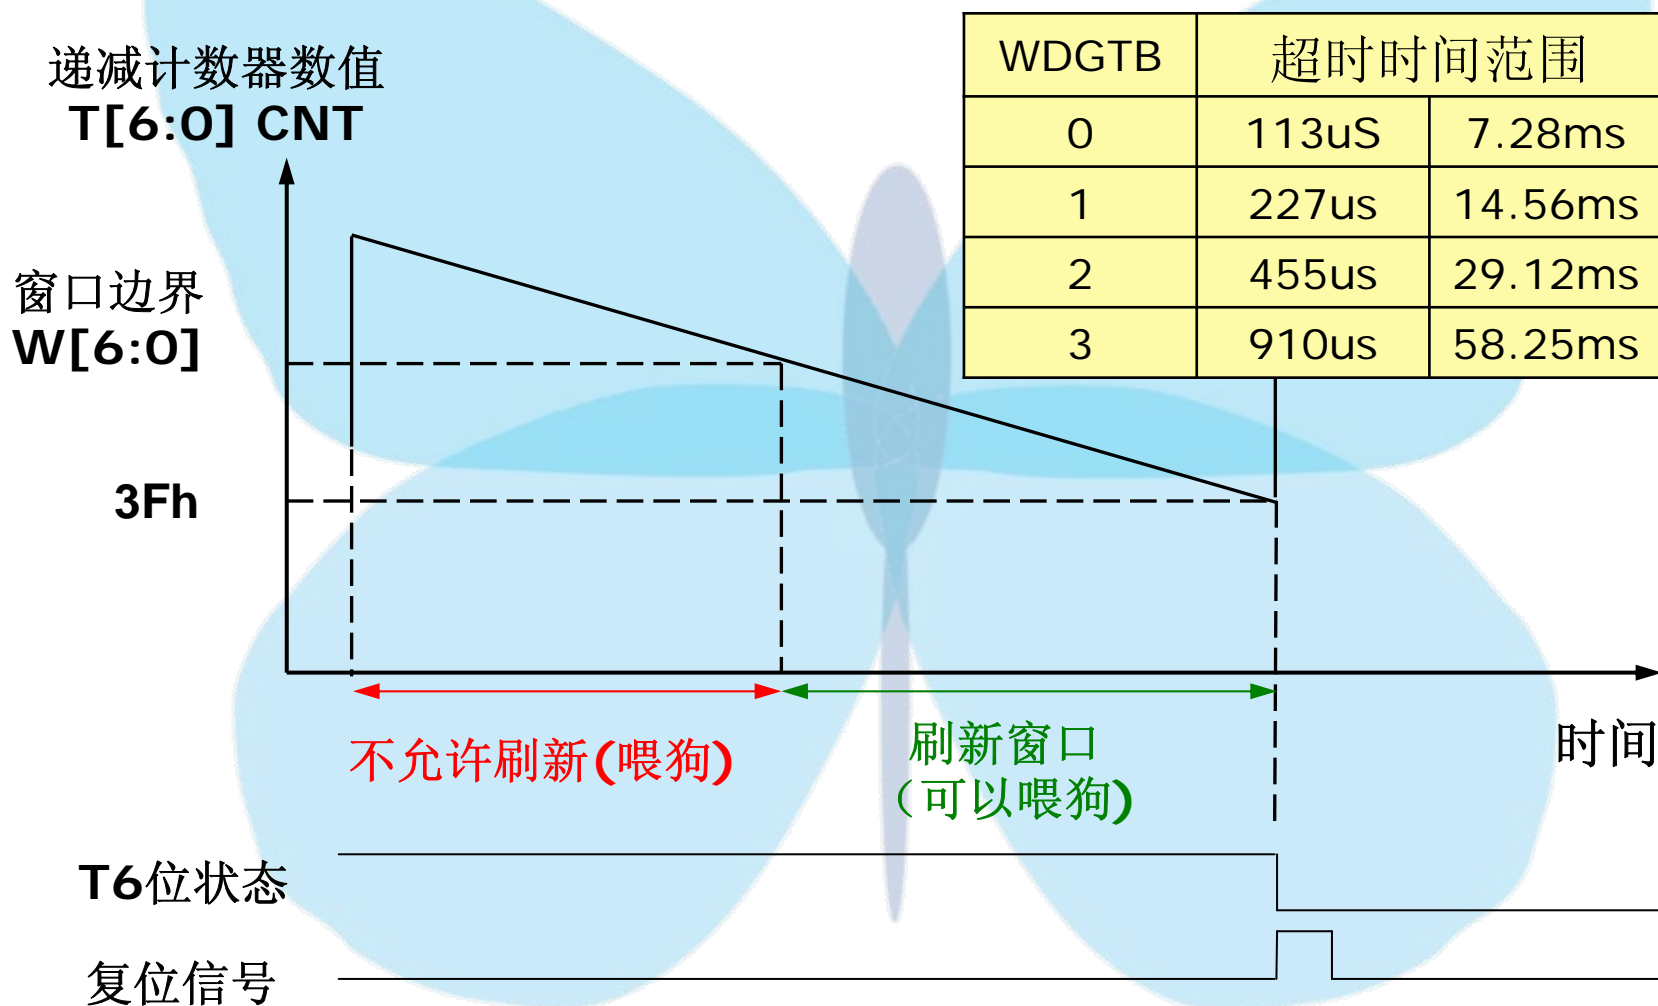 递减计数器数值
T[6:0] CNT
WDGTB 超时时间范围
0 113uS 7.28ms
1 227us 14.56ms
2 455us 29.12ms
3 910us 58.25ms
窗口边界
W[6:0]
3Fh
不允许刷新(喂狗)
刷新窗口
（可以喂狗)
时间
T6位状态
复位信号